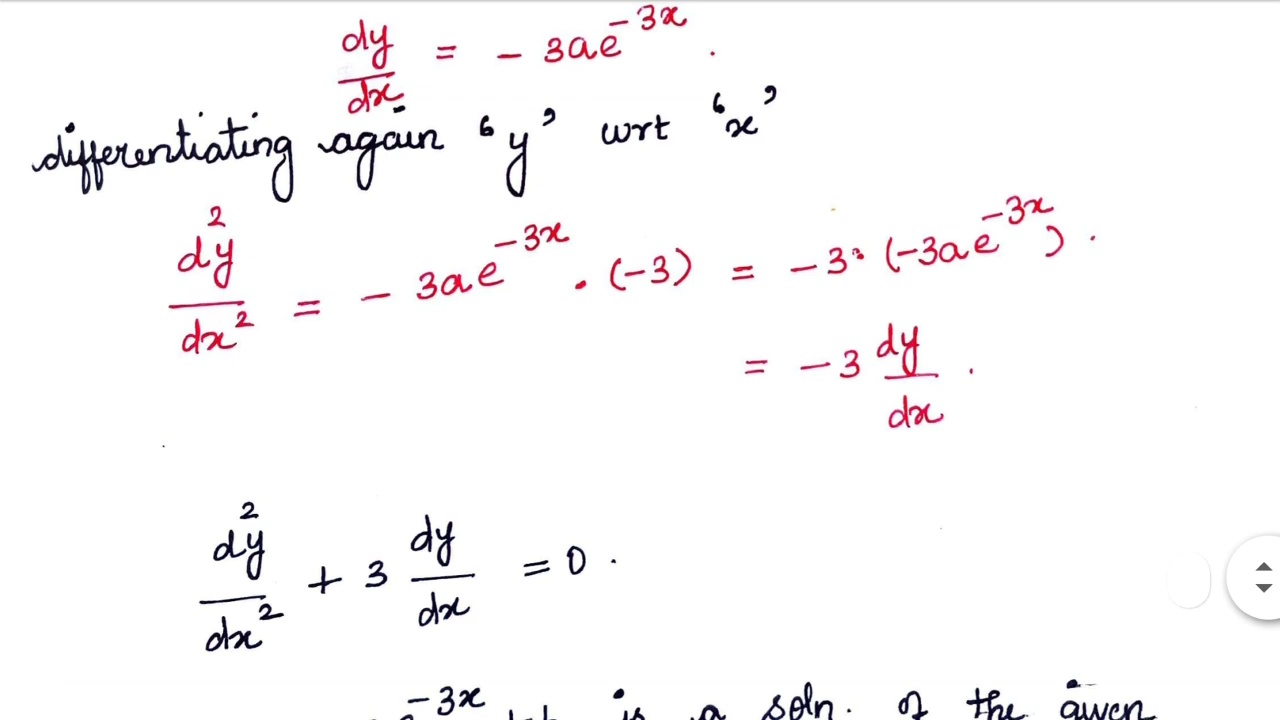 dy/dx = - 3ae^-3x .
differentiating again 'y' wrt 'x'
d²y/dx² = - 3ae^-3x . (-3) = -3 . (-3ae^-3x) .
= -3 dy/dx .
d²y/dx² + 3 dy/dx = 0 .
-3x is a soln. of the given